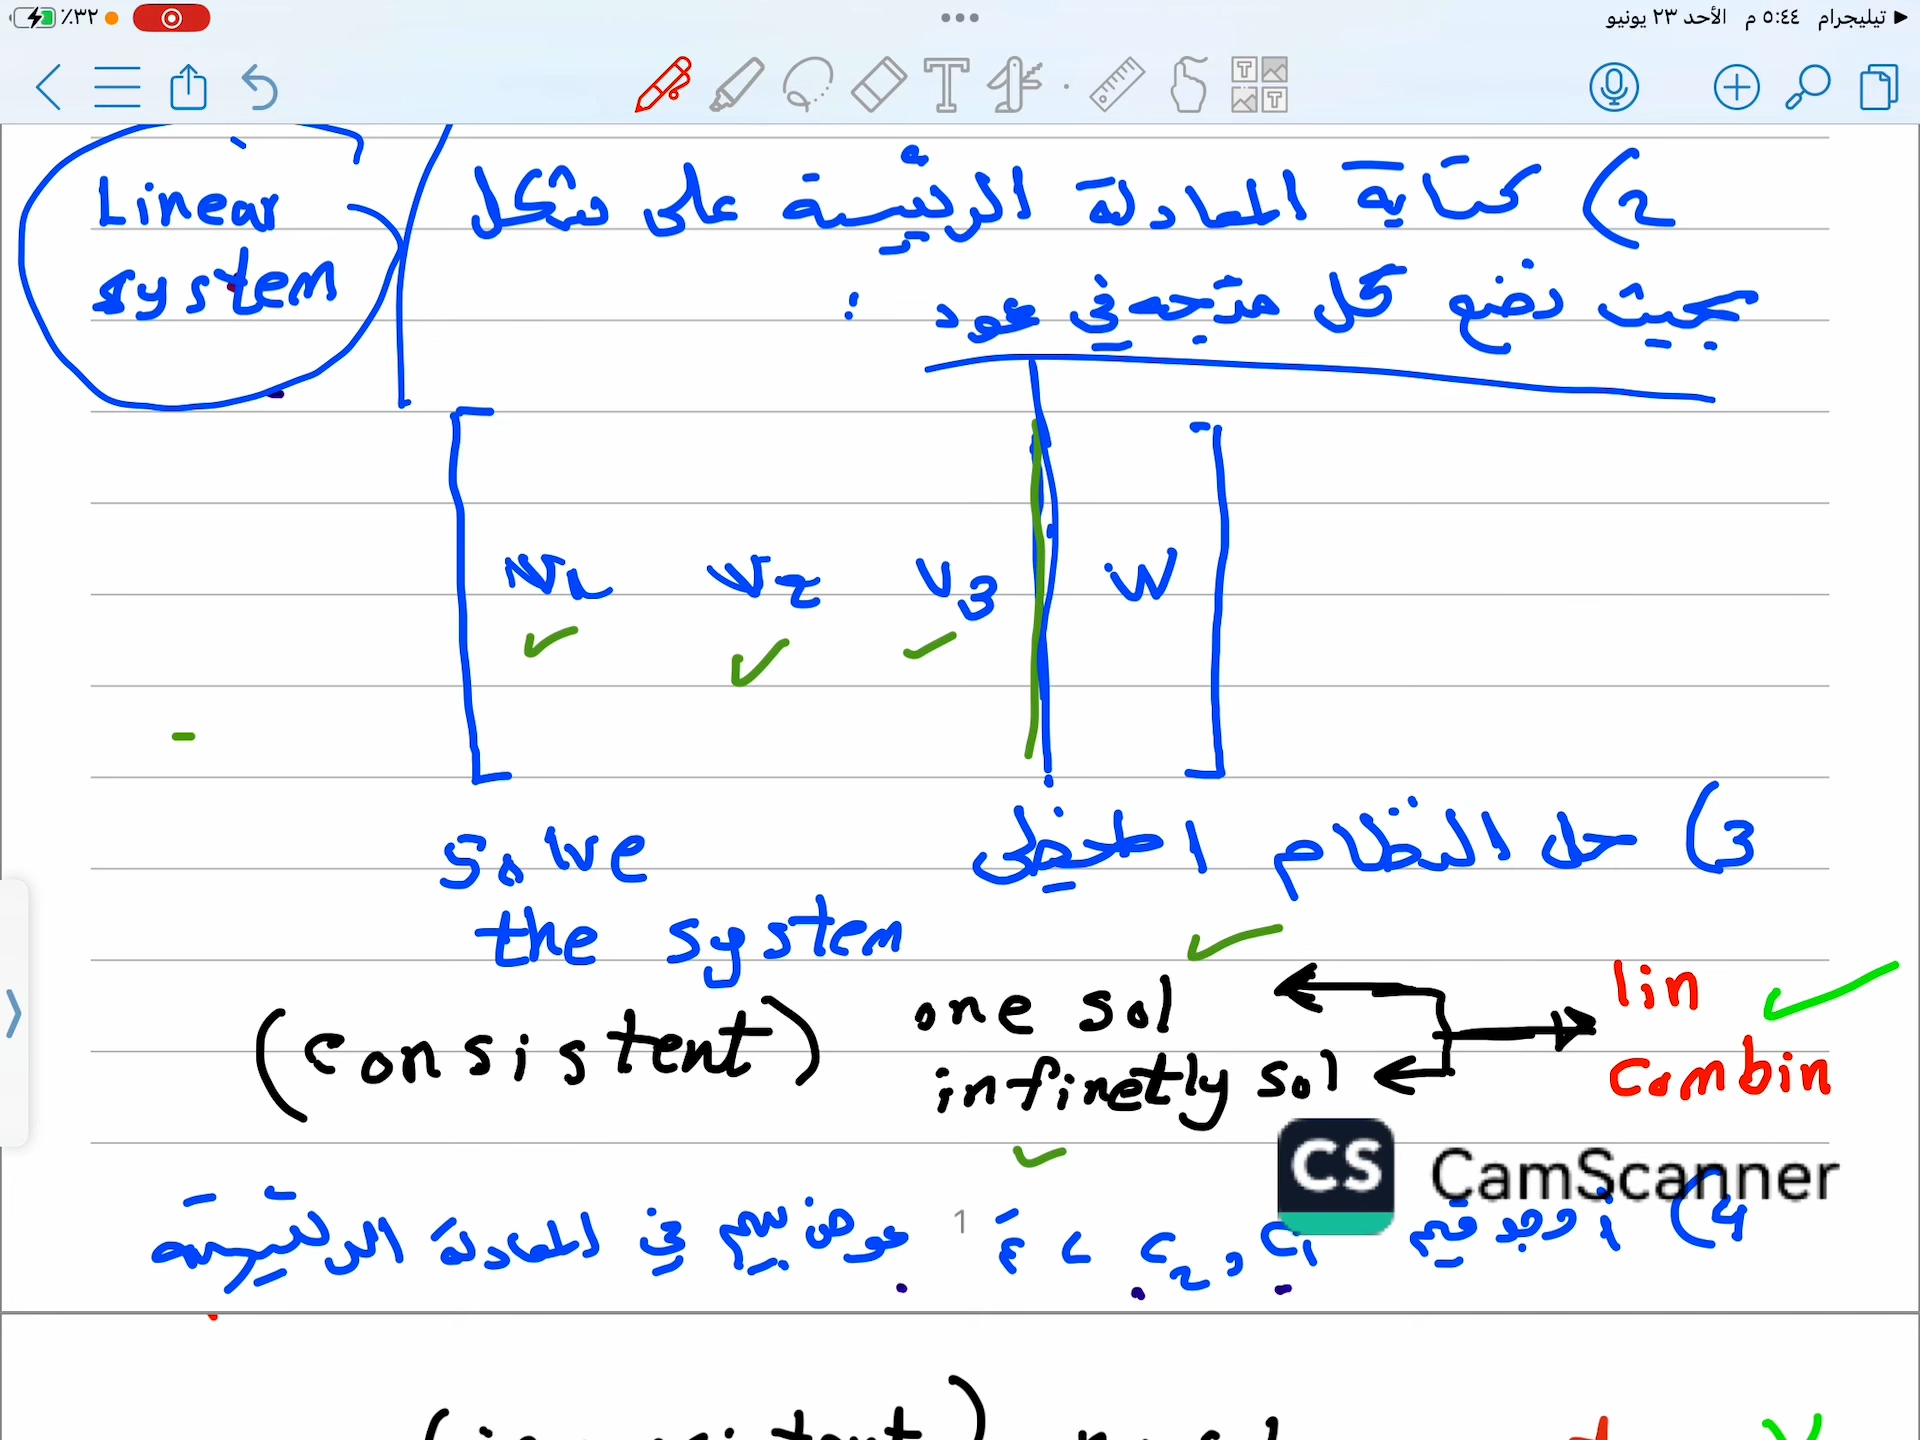 ◀ تيليجرام ٥:٤٤ م الأحد ٢٣ يونيو
٪٣٢
2) كتابة المعادلة الرئيسية على شكل
Linear
system
بحيث نضع كل متجه في عمود :
v1 v2 v3 w
3) حل النظام الخطي
solve
the system
(consistent)
one sol
infinetly sol
lin
combin
CS CamScanner
4) أوجد قيم c1 , c2 عوضهم في المعادلة الرئيسية
1